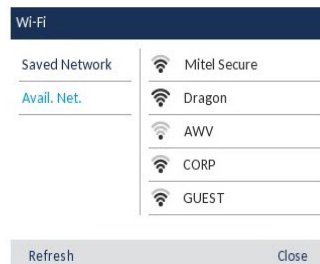 Wi-Fi
Saved Network
Avail. Net.
Mitel Secure
Dragon
AWV
CORP
GUEST
Refresh
Close